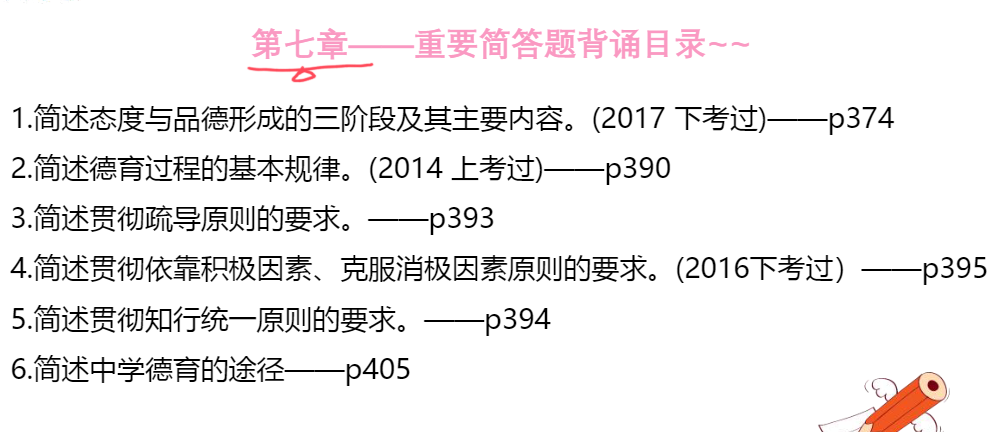 第七章——重要简答题背诵目录~~
1.简述态度与品德形成的三阶段及其主要内容。(2017 下考过)——p374
2.简述德育过程的基本规律。(2014 上考过)——p390
3.简述贯彻疏导原则的要求。——p393
4.简述贯彻依靠积极因素、克服消极因素原则的要求。(2016下考过）——p395
5.简述贯彻知行统一原则的要求。——p394
6.简述中学德育的途径——p405